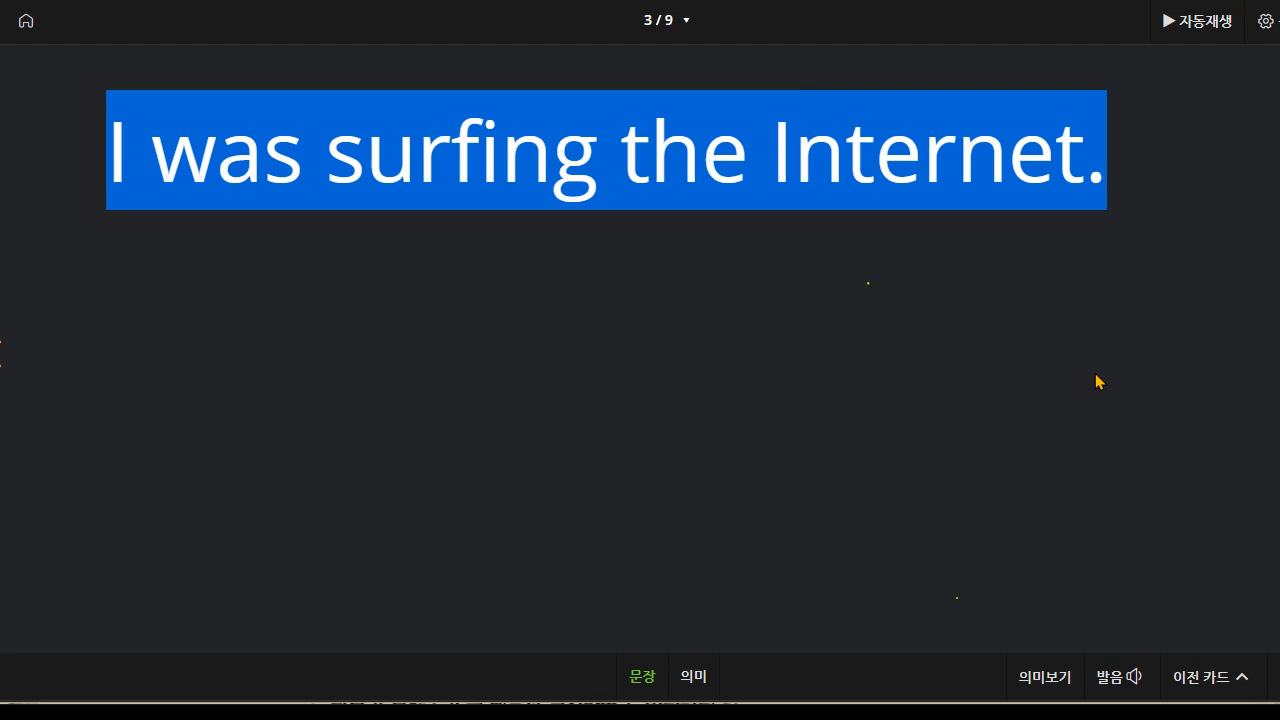 3 / 9
자동재생
I was surfing the Internet.
문장
의미
의미보기
발음
이전 카드